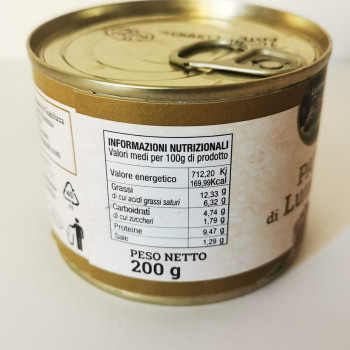 INFORMAZIONI NUTRIZIONALI
Valori medi per 100g di prodotto
Valore energetico 712,20 Kj
169,99Kcal
Grassi 12,33 g
di cui acidi grassi saturi 6,32 g
Carboidrati 4,74 g
di cui zuccheri 1,79 g
Proteine 9,47 g
Sale 1,29 g
PESO NETTO
200 g
di